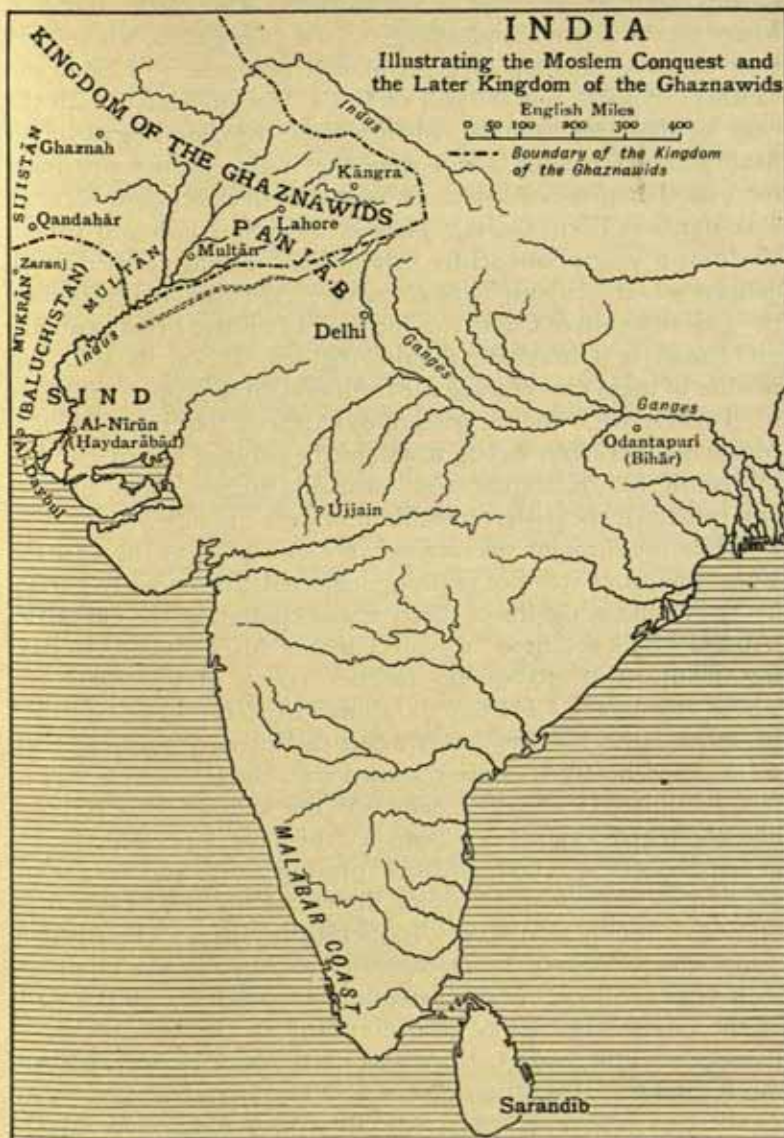 INDIA
Illustrating the Moslem Conquest and
the Later Kingdom of the Ghaznawids
English Miles
0 50 100 200 300 400
Boundary of the Kingdom
of the Ghaznawids
KINGDOM OF THE GHAZNAWIDS
Indus
Ghaznah
SIJISTĀN
Kāngra
Qandahār
Lahore
PANJĀB
Multān
MULTĀN
Zaranj
MUKRĀN
(BALUCHISTAN)
Indus
Delhi
Ganges
SIND
Al-Nīrūn
(Ḥaydarābād)
Al-Daybul
Ganges
Odantapuri
(Bihār)
Ujjain
MALABAR COAST
Sarandīb